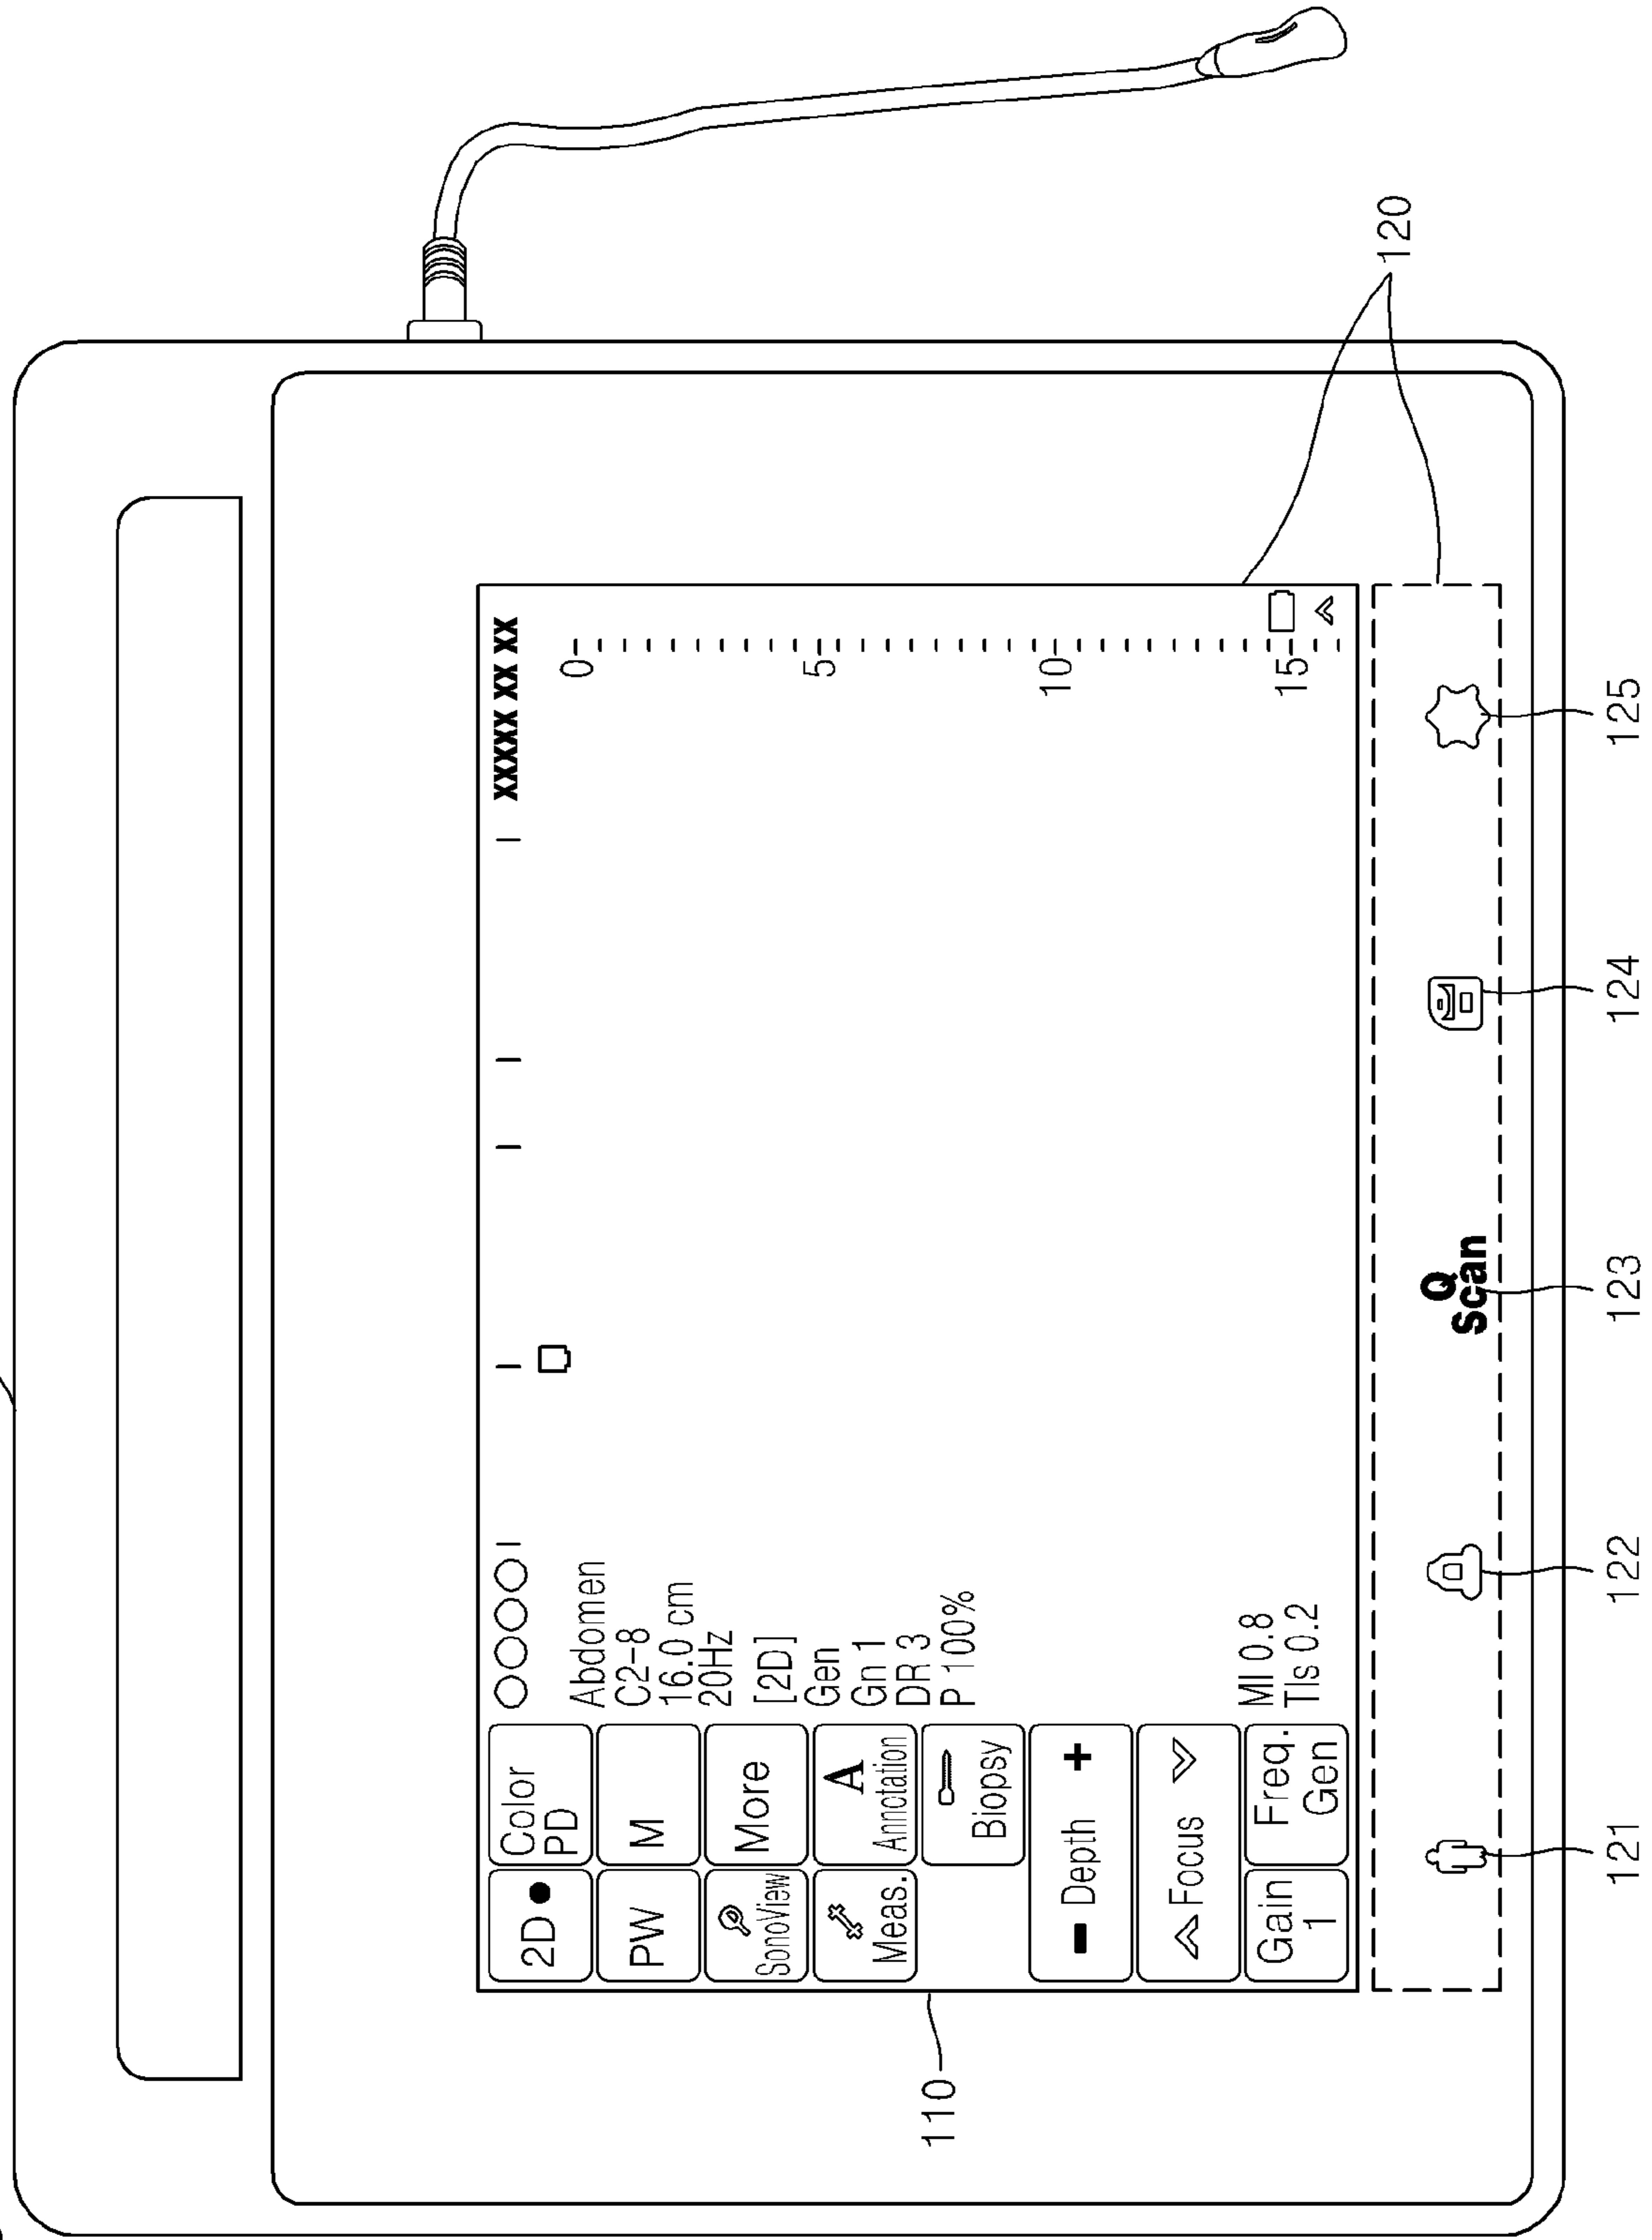 2D ● Color PD
PW M
SonoView More
Meas. A Annotation
Biopsy
− Depth +
Focus
Gain 1 Freq. Gen
Abdomen
C2-8
16.0 cm
20Hz
[2D]
Gen
Gn 1
DR 3
P 100%
MI 0.8
TIs 0.2
XXXXX XX XX XX
0
5
10
15
Q scan
110
120
121 122 123 124 125